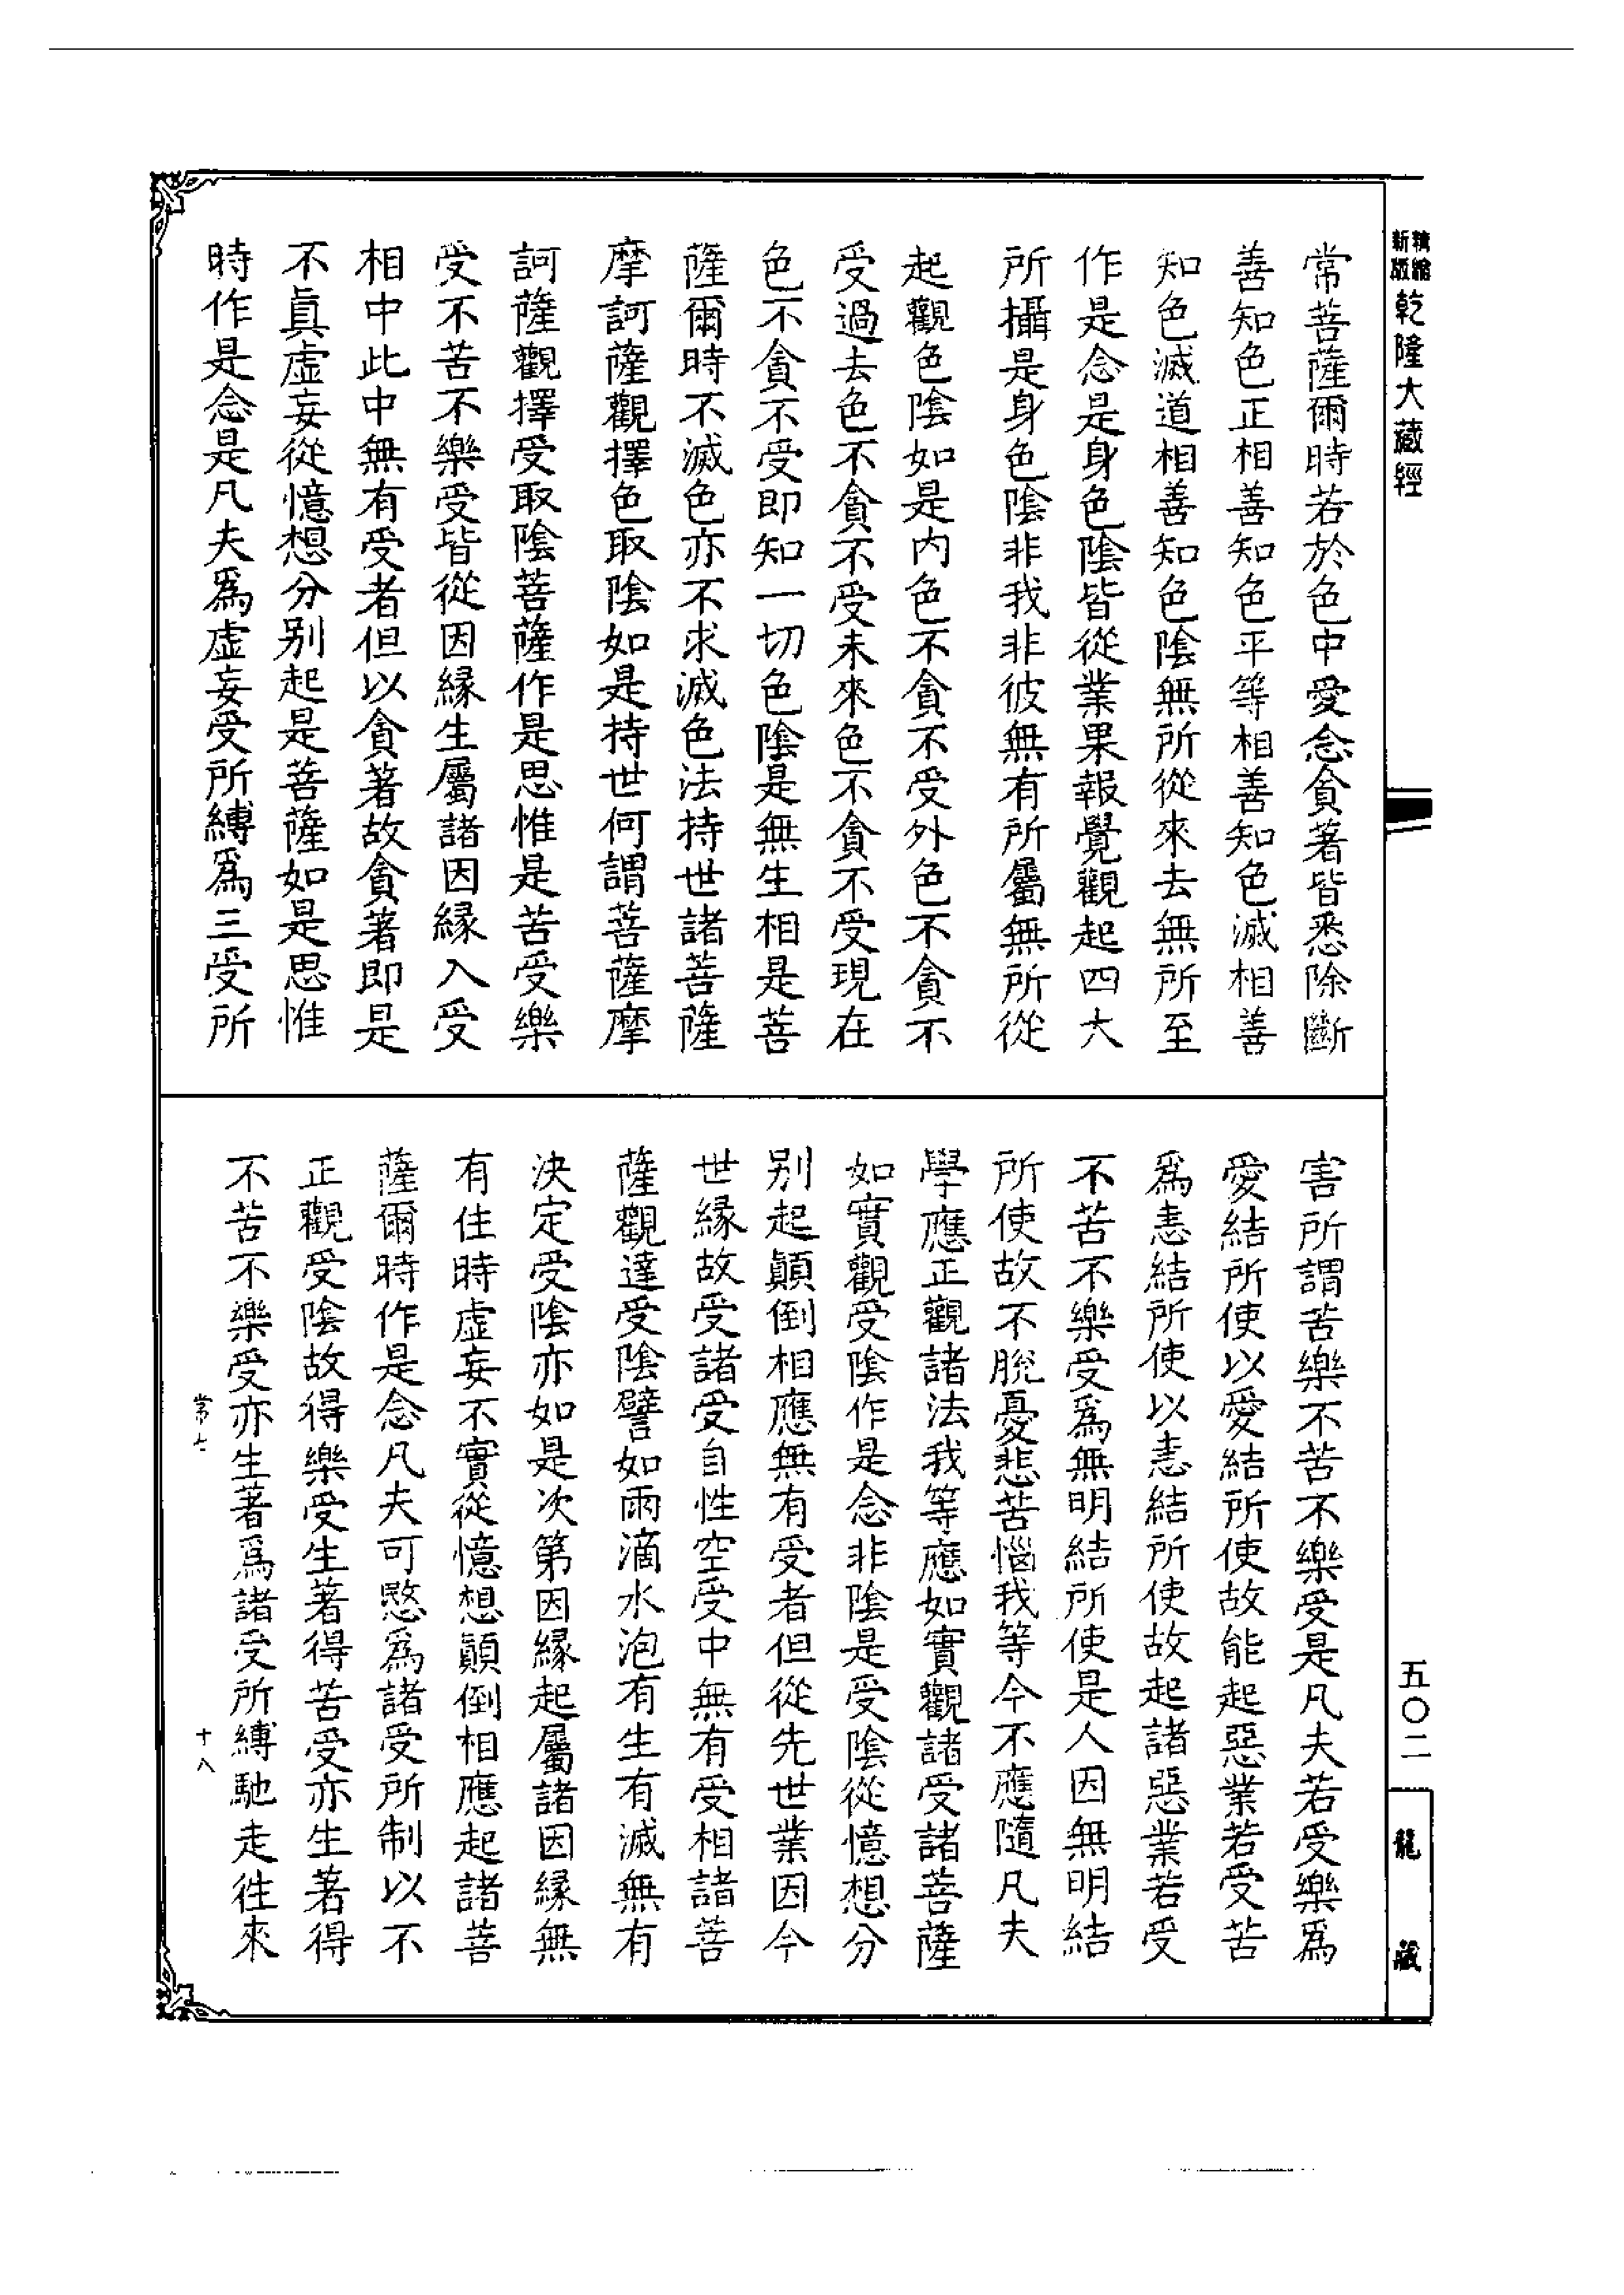 精縮新版乾隆大藏經
常菩薩爾時若於色中愛念貪著皆悉除斷
善知色正相善知色平等相善知色滅相善
知色滅道相善知色陰無所從來去無所至
作是念是身色陰皆從業果報覺觀起四大
所攝是身色陰非我非彼無有所屬無所從
起觀色陰如是內色不貪不受外色不貪不
受過去色不貪不受未來色不貪不受現在
色不貪不受即知一切色陰是無生相是菩
薩爾時不滅色亦不求滅色法持世諸菩薩
摩訶薩觀擇色取陰如是持世何謂菩薩摩
訶薩觀擇受取陰菩薩作是思惟是苦受樂
受不苦不樂受皆從因緣生屬諸因緣入受
相中此中無有受者但以貪著故貪著即是
不真虛妄從憶想分別起是菩薩如是思惟
時作是念是凡夫為虛妄受所縛為三受所
害所謂苦樂不苦不樂受是凡夫若受樂為
愛結所使以愛結所使故能起惡業若受苦
為恚結所使以恚結所使故起諸惡業若受
不苦不樂受為無明結所使是人因無明結
所使故不脫憂悲苦惱我等今不應隨凡夫
學應正觀諸法我等應如實觀諸受諸菩薩
如實觀受陰作是念非陰是受陰從憶想分
別起顛倒相應無有受者但從先世業因今
世緣故受諸受自性空受中無有受相諸菩
薩觀達受陰譬如雨滴水泡有生有滅無有
決定受陰亦如是次第因緣起屬諸因緣無
有住時虛妄不實從憶想顛倒相應起諸菩
薩爾時作是念凡夫可愍為諸受所制以不
正觀受陰故得樂受生著得苦受亦生著得
不苦不樂受亦生著為諸受所縛馳走往來
常七 十八
五〇二
龍藏